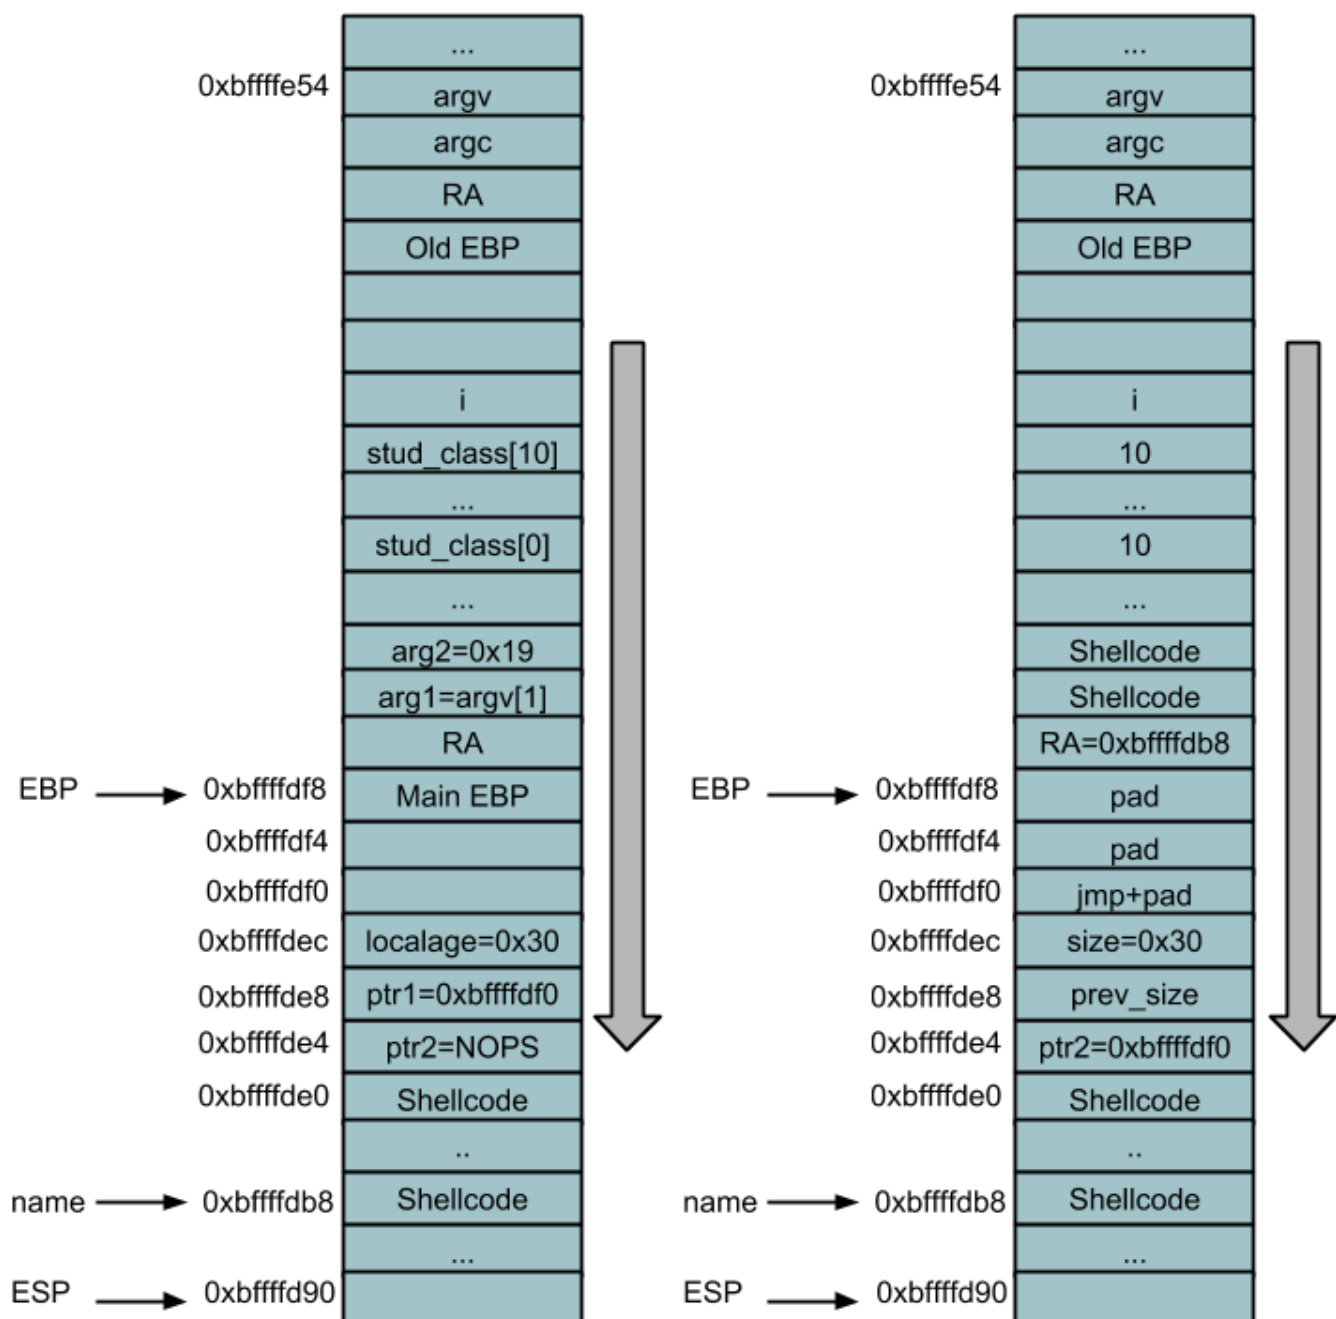 ...
0xbffffe54
argv
argc
RA
Old EBP
i
stud_class[10]
...
stud_class[0]
...
arg2=0x19
arg1=argv[1]
RA
EBP 0xbffffdf8 Main EBP
0xbffffdf4
0xbffffdf0
0xbffffdec localage=0x30
0xbffffde8 ptr1=0xbffffdf0
0xbffffde4 ptr2=NOPS
0xbffffde0 Shellcode
..
name 0xbffffdb8 Shellcode
...
ESP 0xbffffd90
...
0xbffffe54
argv
argc
RA
Old EBP
i
10
...
10
...
Shellcode
Shellcode
RA=0xbffffdb8
EBP 0xbffffdf8 pad
0xbffffdf4 pad
0xbffffdf0 jmp+pad
0xbffffdec size=0x30
0xbffffde8 prev_size
0xbffffde4 ptr2=0xbffffdf0
0xbffffde0 Shellcode
..
name 0xbffffdb8 Shellcode
...
ESP 0xbffffd90